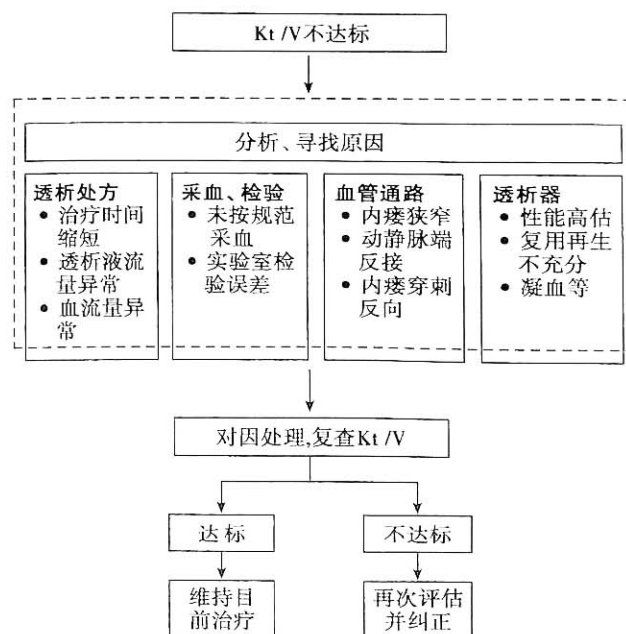 Kt/V不达标
分析、寻找原因
透析处方
● 治疗时间
缩短
● 透析液流
量异常
● 血流量异
常
采血、检验
● 未按规范
采血
● 实验室检
验误差
血管通路
● 内瘘狭窄
● 动静脉端
反接
● 内瘘穿刺
反向
透析器
● 性能高估
● 复用再生
不充分
● 凝血等
对因处理,复查Kt/V
达标
不达标
维持目
前治疗
再次评估
并纠正